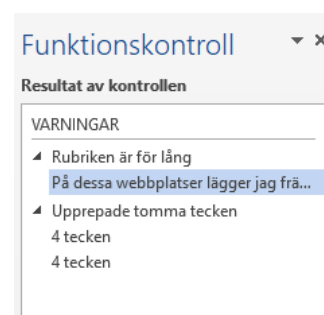 Funktionskontroll
Resultat av kontrollen
VARNINGAR
Rubriken är för lång
På dessa webbplatser lägger jag frä...
Upprepade tomma tecken
4 tecken
4 tecken